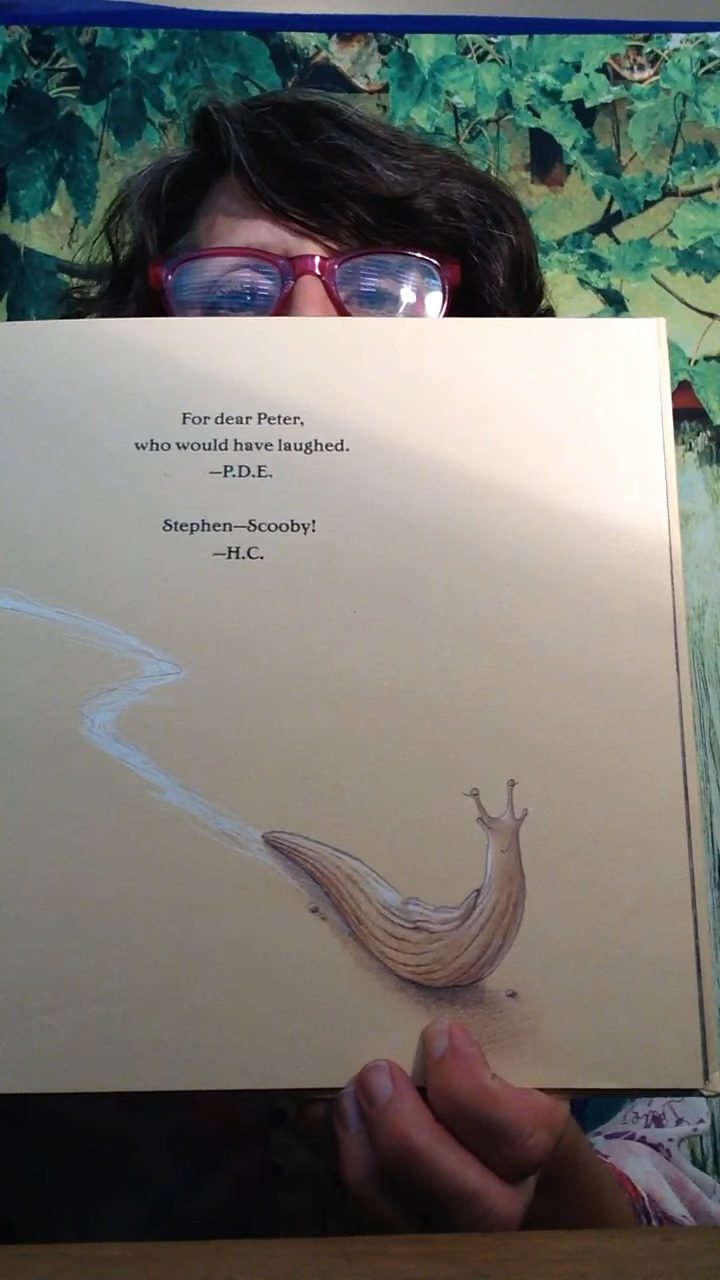 For dear Peter,
who would have laughed.
—P.D.E.
Stephen—Scooby!
—H.C.